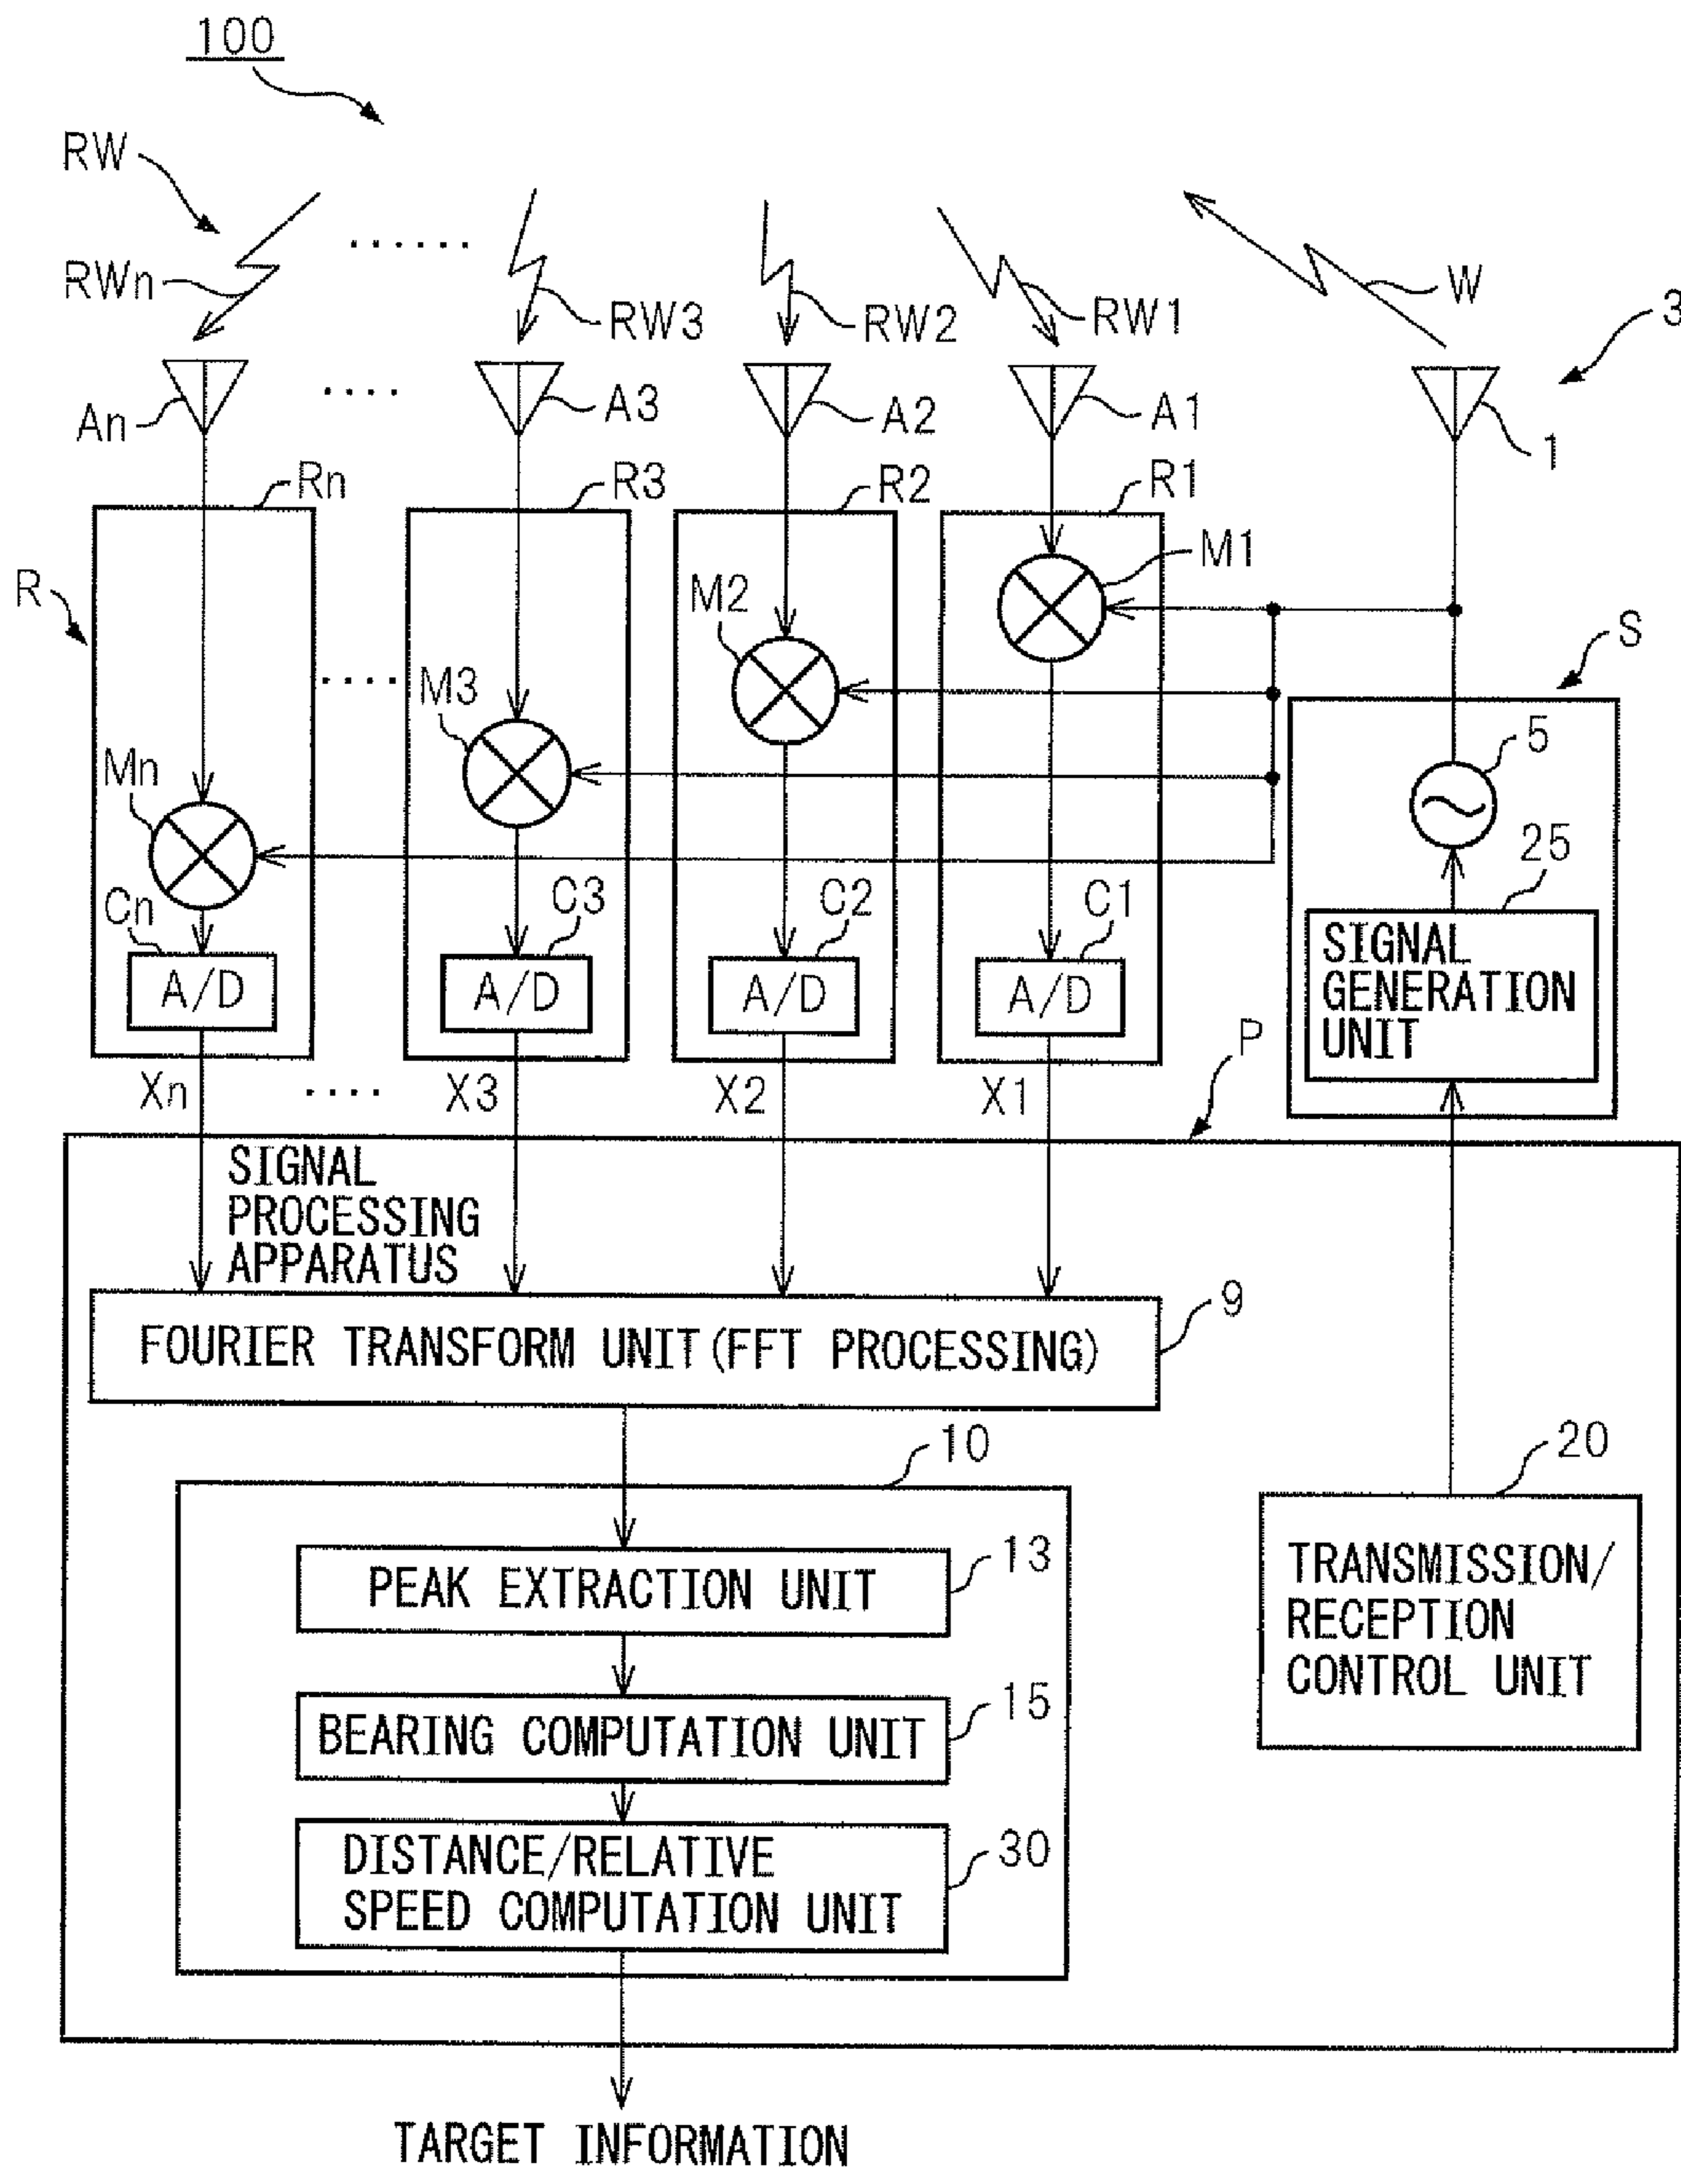 100
RW
RWn
RW3
RW2
RW1
W
3
An
A3
A2
A1
1
Rn
R3
R2
R1
R
M1
M2
M3
Mn
S
5
25
Cn
C3
C2
C1
A/D
A/D
A/D
A/D
SIGNAL
GENERATION
UNIT
Xn
X3
X2
X1
P
SIGNAL
PROCESSING
APPARATUS
9
FOURIER TRANSFORM UNIT(FFT PROCESSING)
10
20
13
PEAK EXTRACTION UNIT
TRANSMISSION/
RECEPTION
CONTROL UNIT
15
BEARING COMPUTATION UNIT
30
DISTANCE/RELATIVE
SPEED COMPUTATION UNIT
TARGET INFORMATION